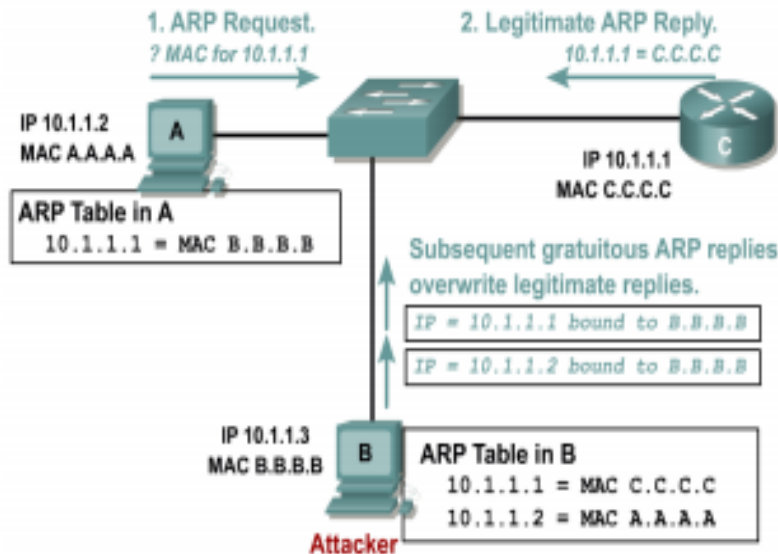 1. ARP Request.
? MAC for 10.1.1.1
2. Legitimate ARP Reply.
10.1.1.1 = C.C.C.C
IP 10.1.1.2
MAC A.A.A.A
A
C
IP 10.1.1.1
MAC C.C.C.C
ARP Table in A
10.1.1.1 = MAC B.B.B.B
Subsequent gratuitous ARP replies
overwrite legitimate replies.
IP = 10.1.1.1 bound to B.B.B.B
IP = 10.1.1.2 bound to B.B.B.B
IP 10.1.1.3
MAC B.B.B.B
B
Attacker
ARP Table in B
10.1.1.1 = MAC C.C.C.C
10.1.1.2 = MAC A.A.A.A